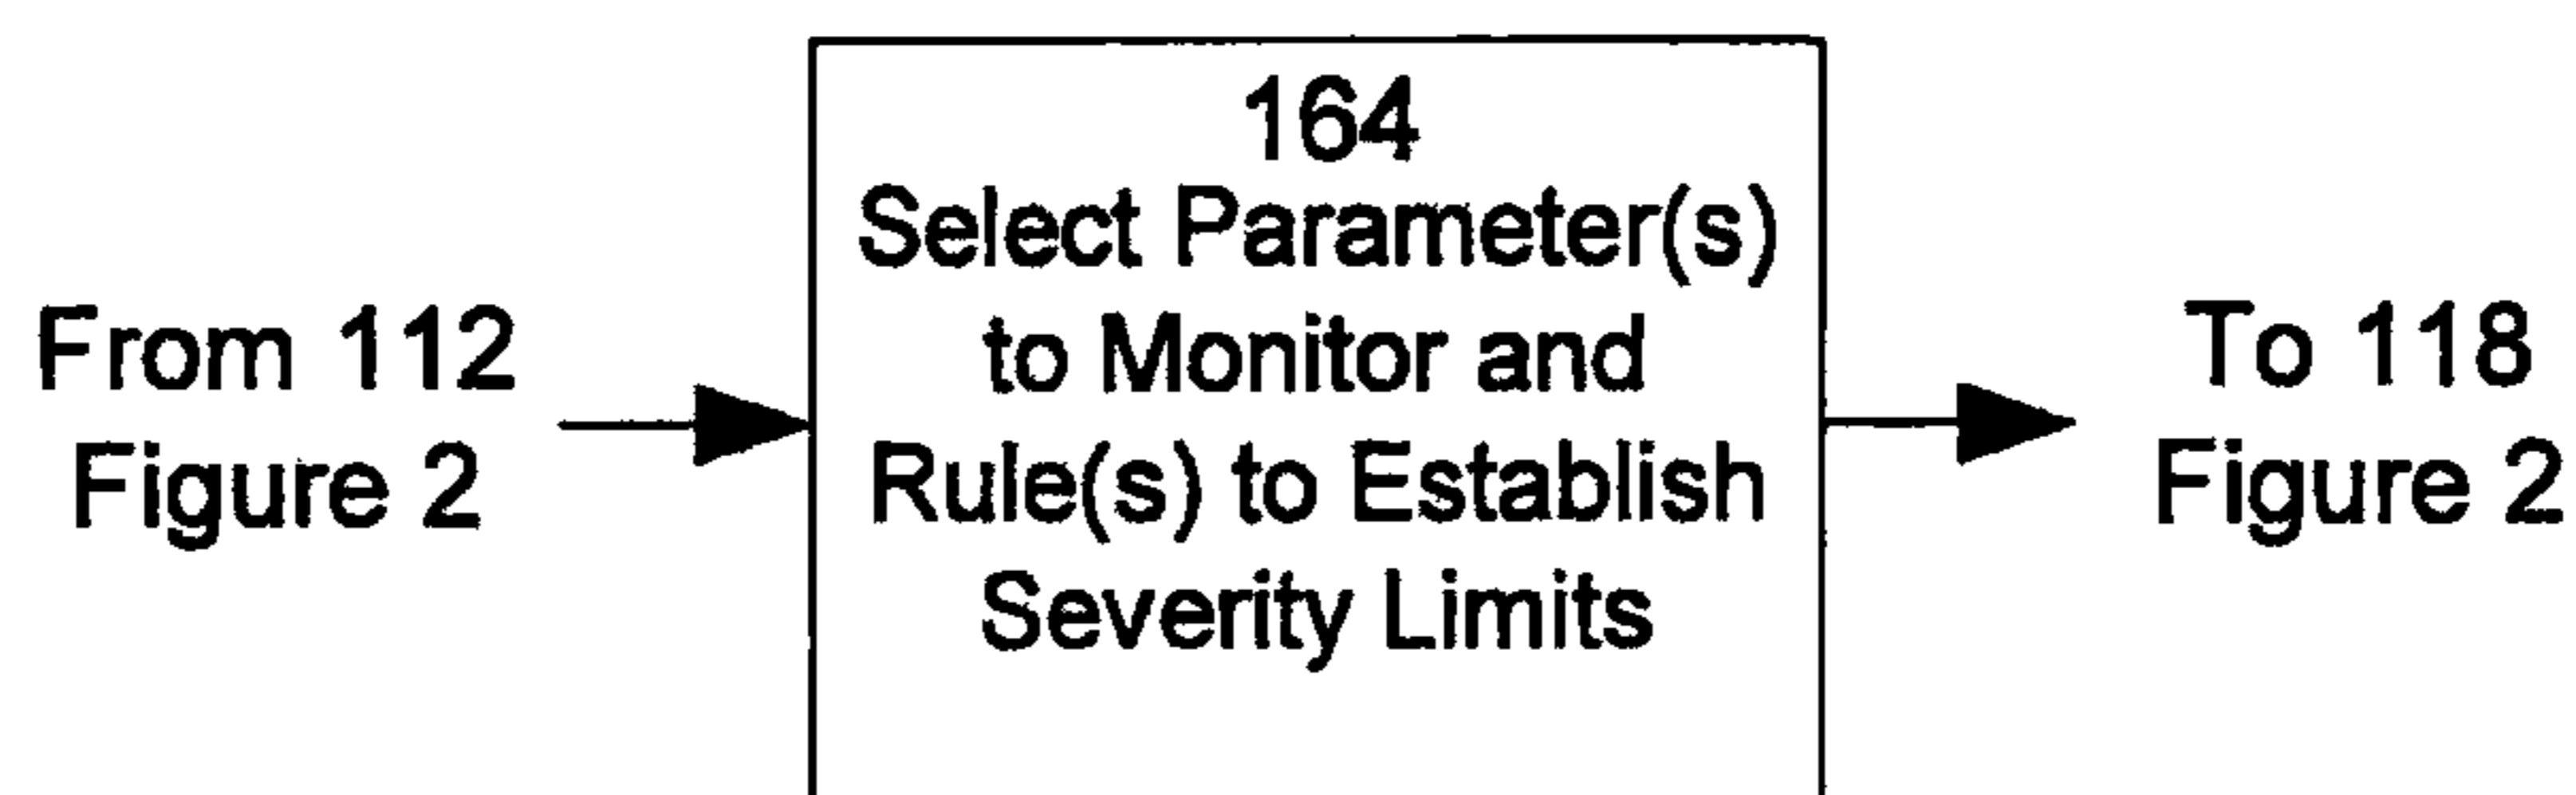 From 112
Figure 2
164
Select Parameter(s)
to Monitor and
Rule(s) to Establish
Severity Limits
To 118
Figure 2